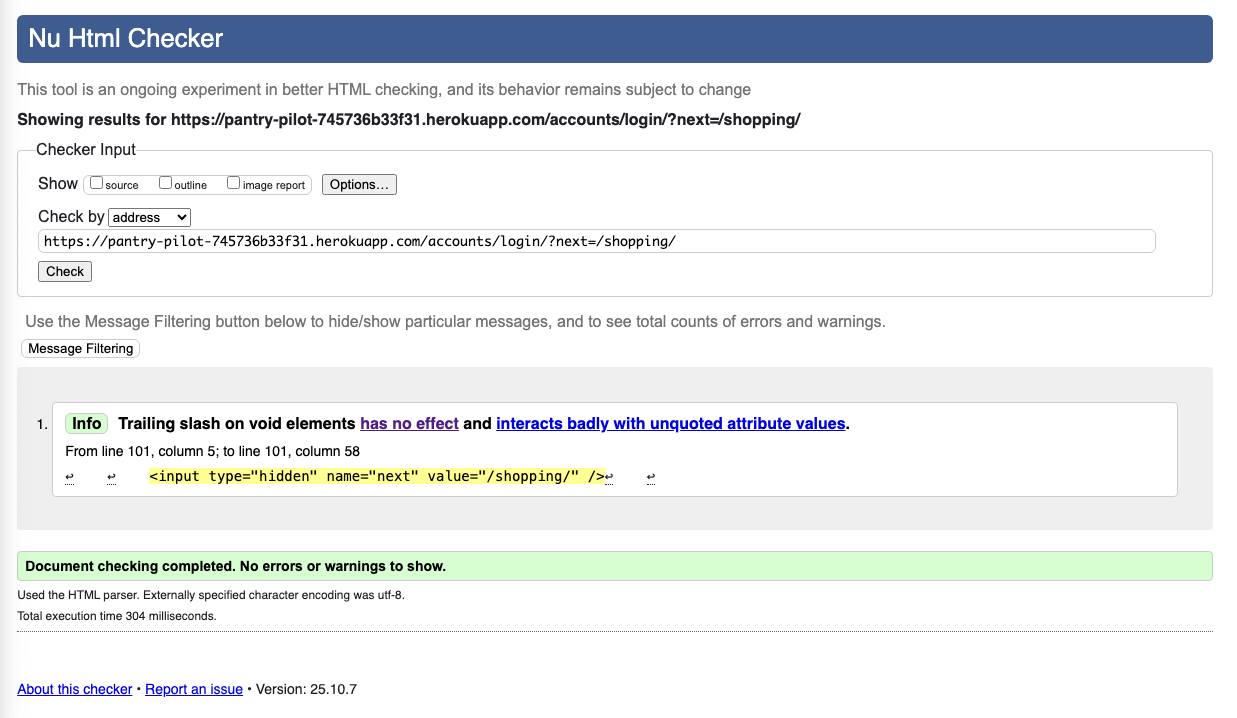 Nu Html Checker
This tool is an ongoing experiment in better HTML checking, and its behavior remains subject to change
Showing results for https://pantry-pilot-745736b33f31.herokuapp.com/accounts/login/?next=/shopping/
Checker Input
Show source outline image report Options...
Check by address
https://pantry-pilot-745736b33f31.herokuapp.com/accounts/login/?next=/shopping/
Check
Use the Message Filtering button below to hide/show particular messages, and to see total counts of errors and warnings.
Message Filtering
1. Info Trailing slash on void elements has no effect and interacts badly with unquoted attribute values.
From line 101, column 5; to line 101, column 58
↩ ↩ <input type="hidden" name="next" value="/shopping/" />↩ ↩
Document checking completed. No errors or warnings to show.
Used the HTML parser. Externally specified character encoding was utf-8.
Total execution time 304 milliseconds.
About this checker • Report an issue • Version: 25.10.7